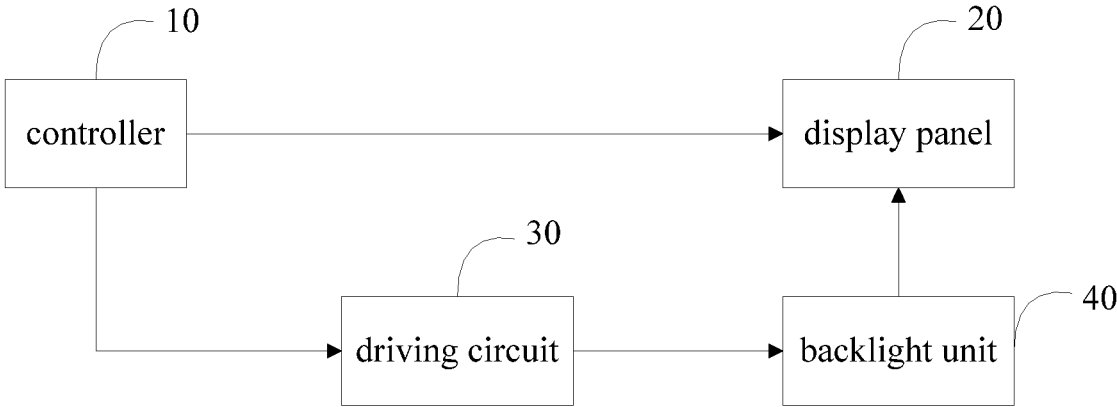 10
20
controller
display panel
30
40
driving circuit
backlight unit